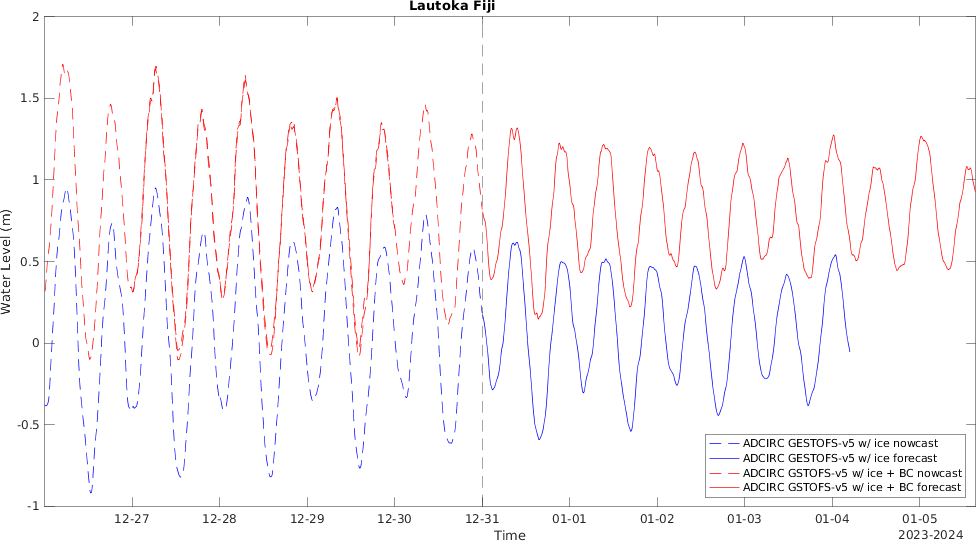 Lautoka Fiji
2
1.5
1
0.5
0
-0.5
-1
Water Level (m)
12-27 12-28 12-29 12-30 12-31 01-01 01-02 01-03 01-04 01-05
Time
2023-2024
ADCIRC GESTOFS-v5 w/ ice nowcast
ADCIRC GESTOFS-v5 w/ ice forecast
ADCIRC GSTOFS-v5 w/ ice + BC nowcast
ADCIRC GSTOFS-v5 w/ ice + BC forecast